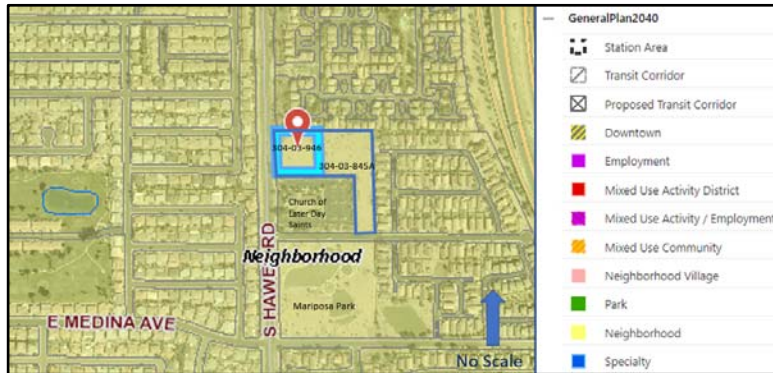 304-03-946
304-03-845A
Church of
Later Day
Saints
Neighborhood
S HAWES RD
Mariposa Park
E MEDINA AVE
No Scale
GeneralPlan2040
Station Area
Transit Corridor
Proposed Transit Corridor
Downtown
Employment
Mixed Use Activity District
Mixed Use Activity / Employment
Mixed Use Community
Neighborhood Village
Park
Neighborhood
Specialty